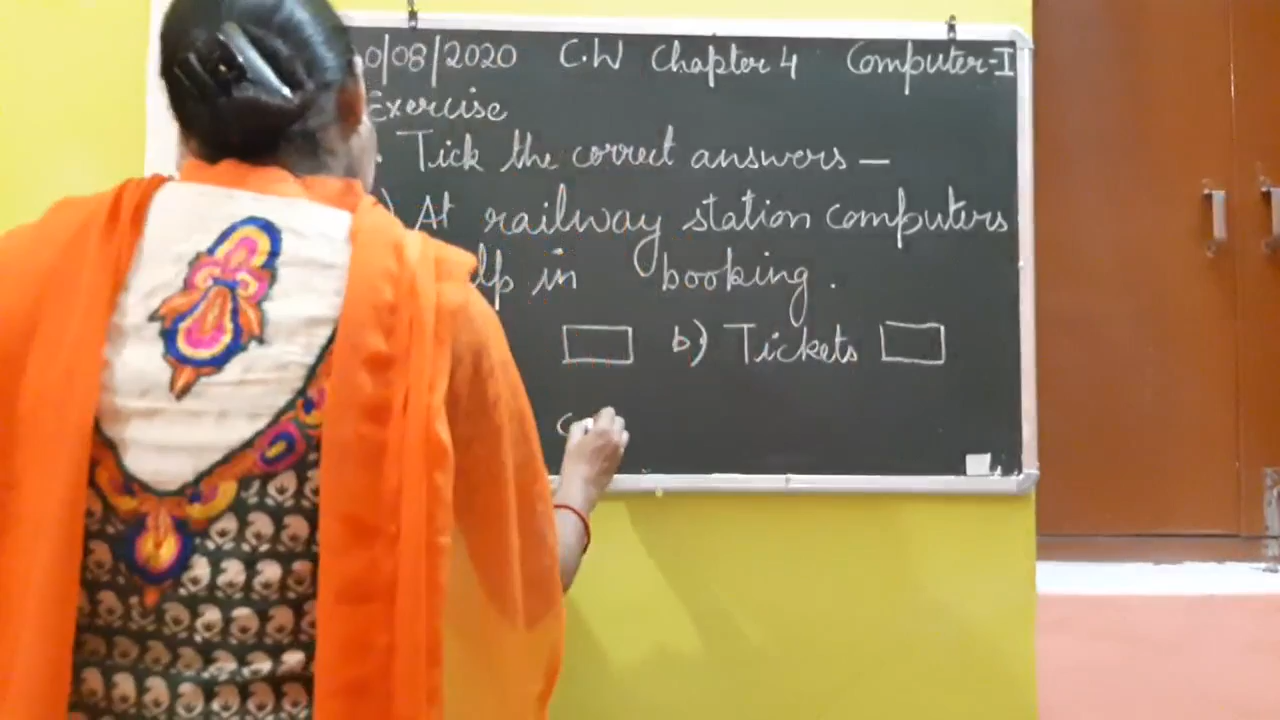 0/08/2020 C.W Chapter 4 Computer-I
Exercise
Tick the correct answers —
) At railway station computers
lp in booking.
b) Tickets
c